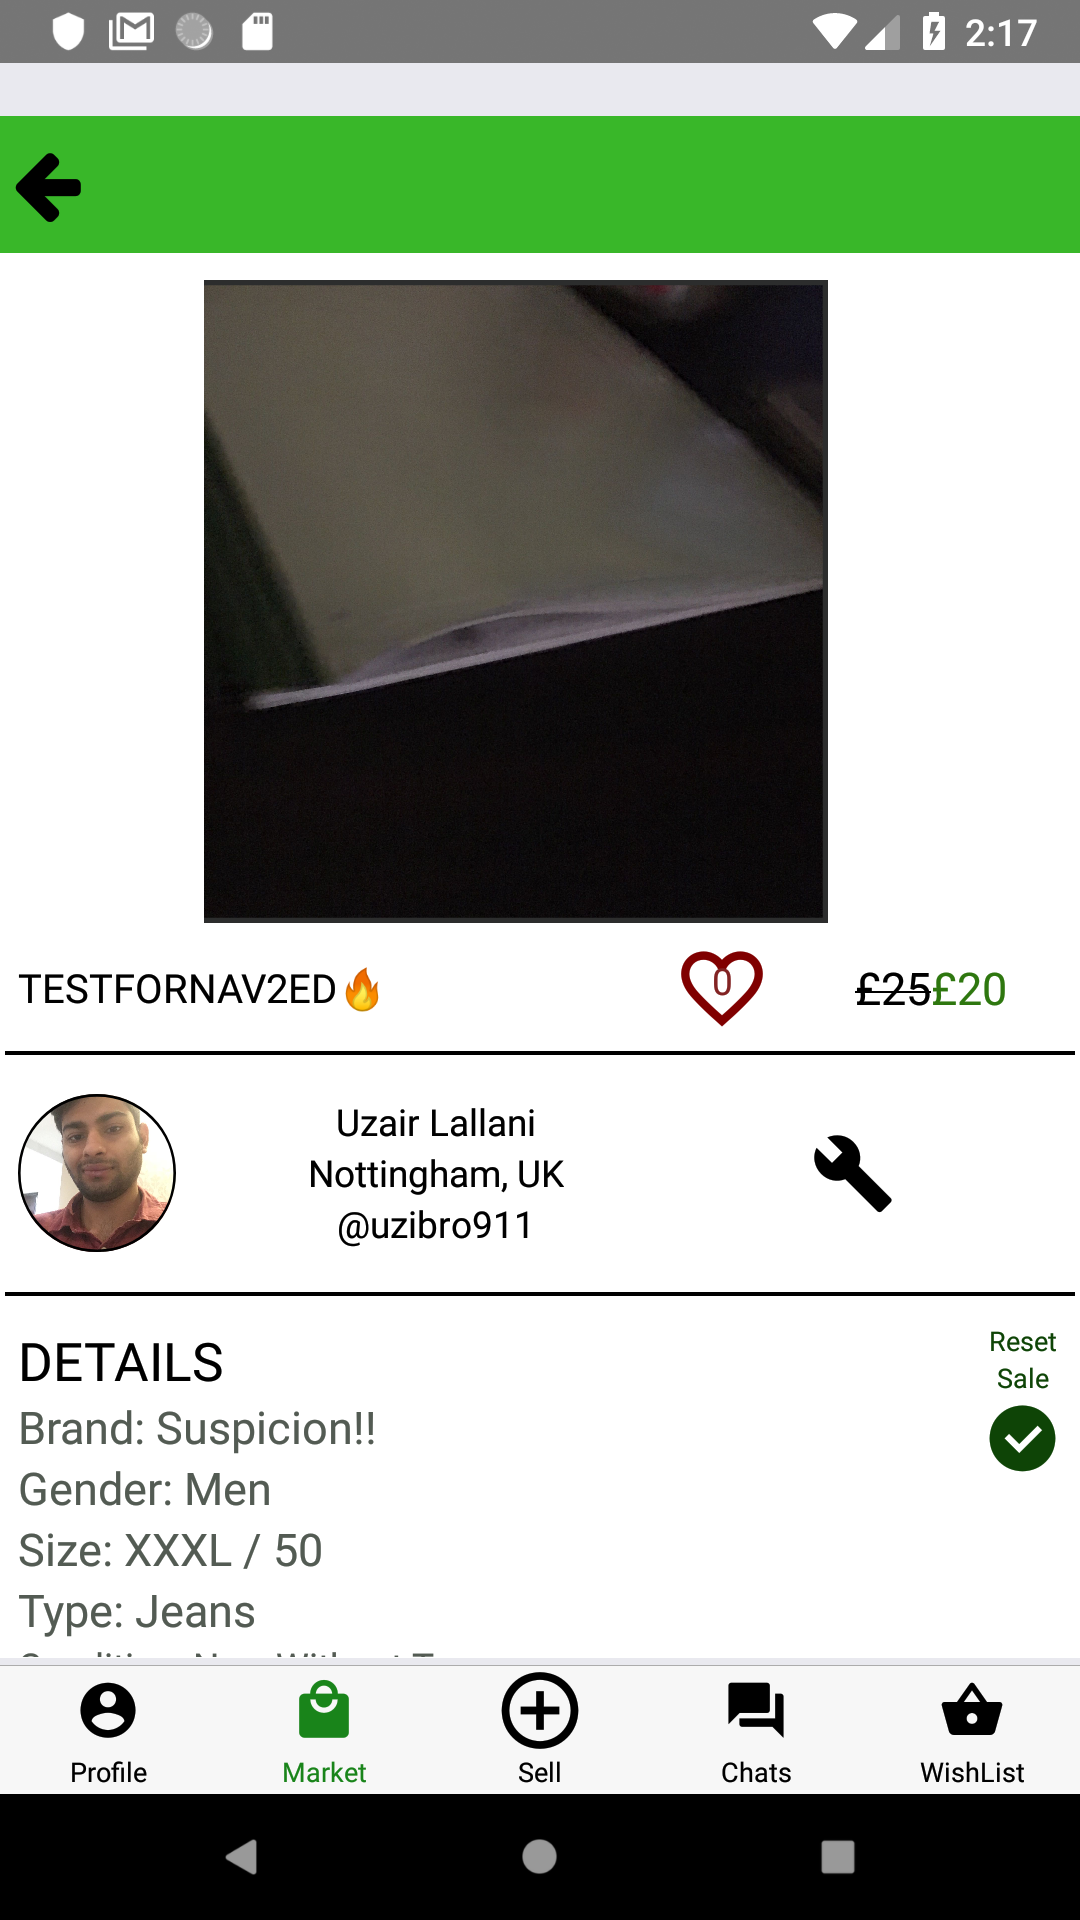 2:17
TESTFORNAV2ED🔥
0
£25£20
Uzair Lallani
Nottingham, UK
@uzibro911
DETAILS
Reset
Sale
Brand: Suspicion!!
Gender: Men
Size: XXXL / 50
Type: Jeans
Profile
Market
Sell
Chats
WishList